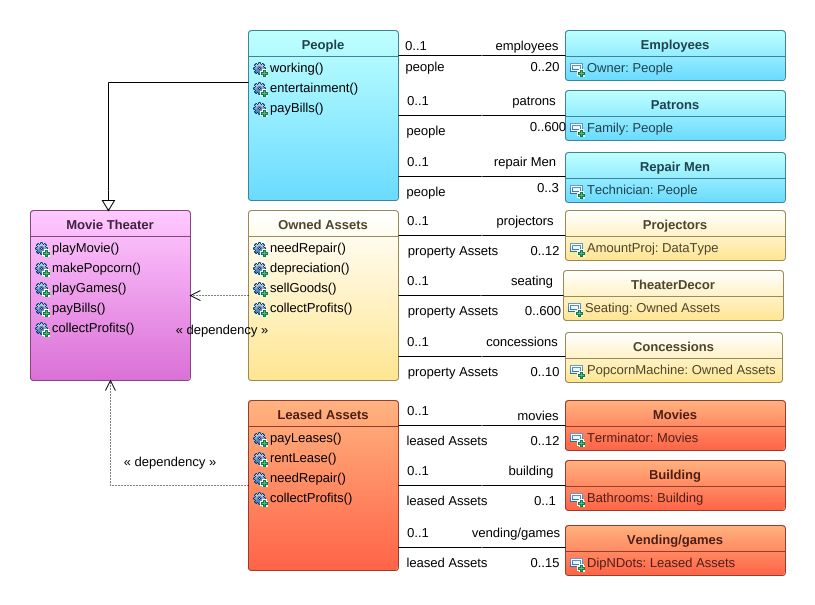 People
working()
entertainment()
payBills()
0..1 employees
people 0..20
Employees
Owner: People
0..1 patrons
people 0..600
Patrons
Family: People
0..1 repair Men
people 0..3
Repair Men
Technician: People
Movie Theater
playMovie()
makePopcorn()
playGames()
payBills()
collectProfits()
« dependency »
« dependency »
Owned Assets
needRepair()
depreciation()
sellGoods()
collectProfits()
0..1 projectors
property Assets 0..12
Projectors
AmountProj: DataType
0..1 seating
property Assets 0..600
TheaterDecor
Seating: Owned Assets
0..1 concessions
property Assets 0..10
Concessions
PopcornMachine: Owned Assets
Leased Assets
payLeases()
rentLease()
needRepair()
collectProfits()
0..1 movies
leased Assets 0..12
Movies
Terminator: Movies
0..1 building
leased Assets 0..1
Building
Bathrooms: Building
0..1 vending/games
leased Assets 0..15
Vending/games
DipNDots: Leased Assets